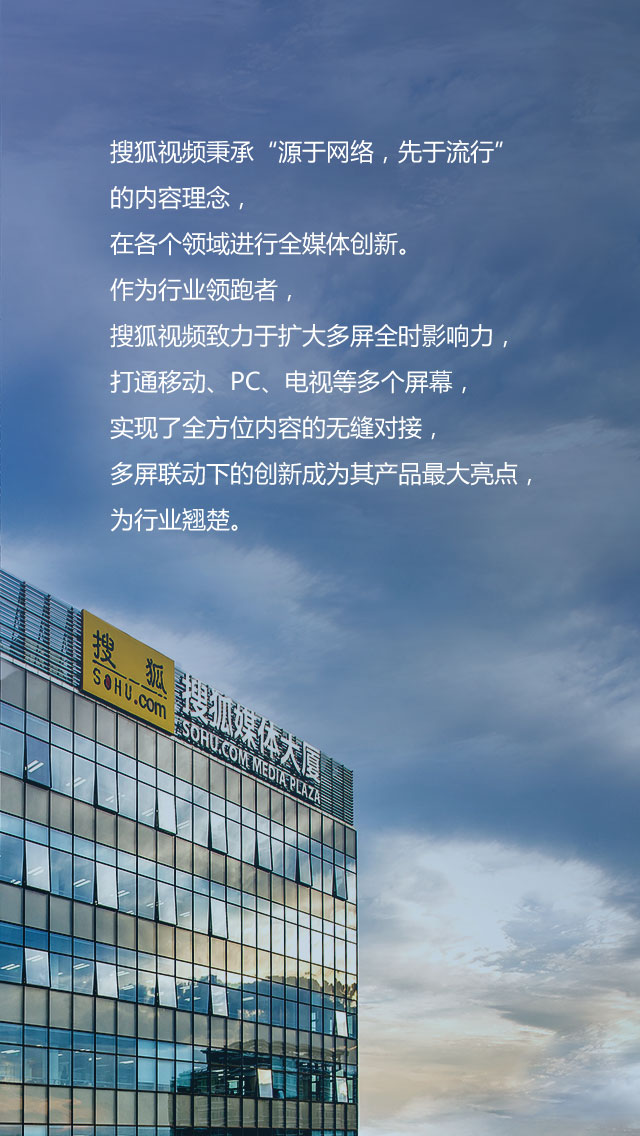 搜狐视频秉承“源于网络，先于流行”
的内容理念，
在各个领域进行全媒体创新。
作为行业领跑者，
搜狐视频致力于扩大多屏全时影响力，
打通移动、PC、电视等多个屏幕，
实现了全方位内容的无缝对接，
多屏联动下的创新成为其产品最大亮点，
为行业翘楚。
搜狐
SOHU.com
搜狐媒体大厦
SOHU.COM MEDIA PLAZA